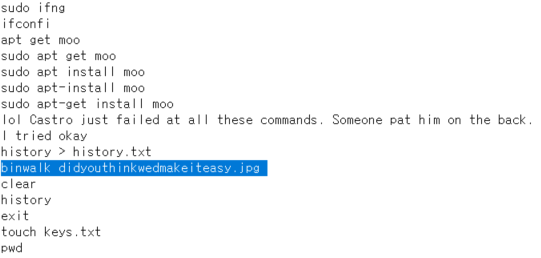 sudo ifng
ifconfi
apt get moo
sudo apt get moo
sudo apt install moo
sudo apt-install moo
sudo apt-get install moo
lol Castro just failed at all these commands. Someone pat him on the back.
I tried okay
history > history.txt
binwalk didyouthinkwedmakeiteasy.jpg
clear
history
exit
touch keys.txt
pwd